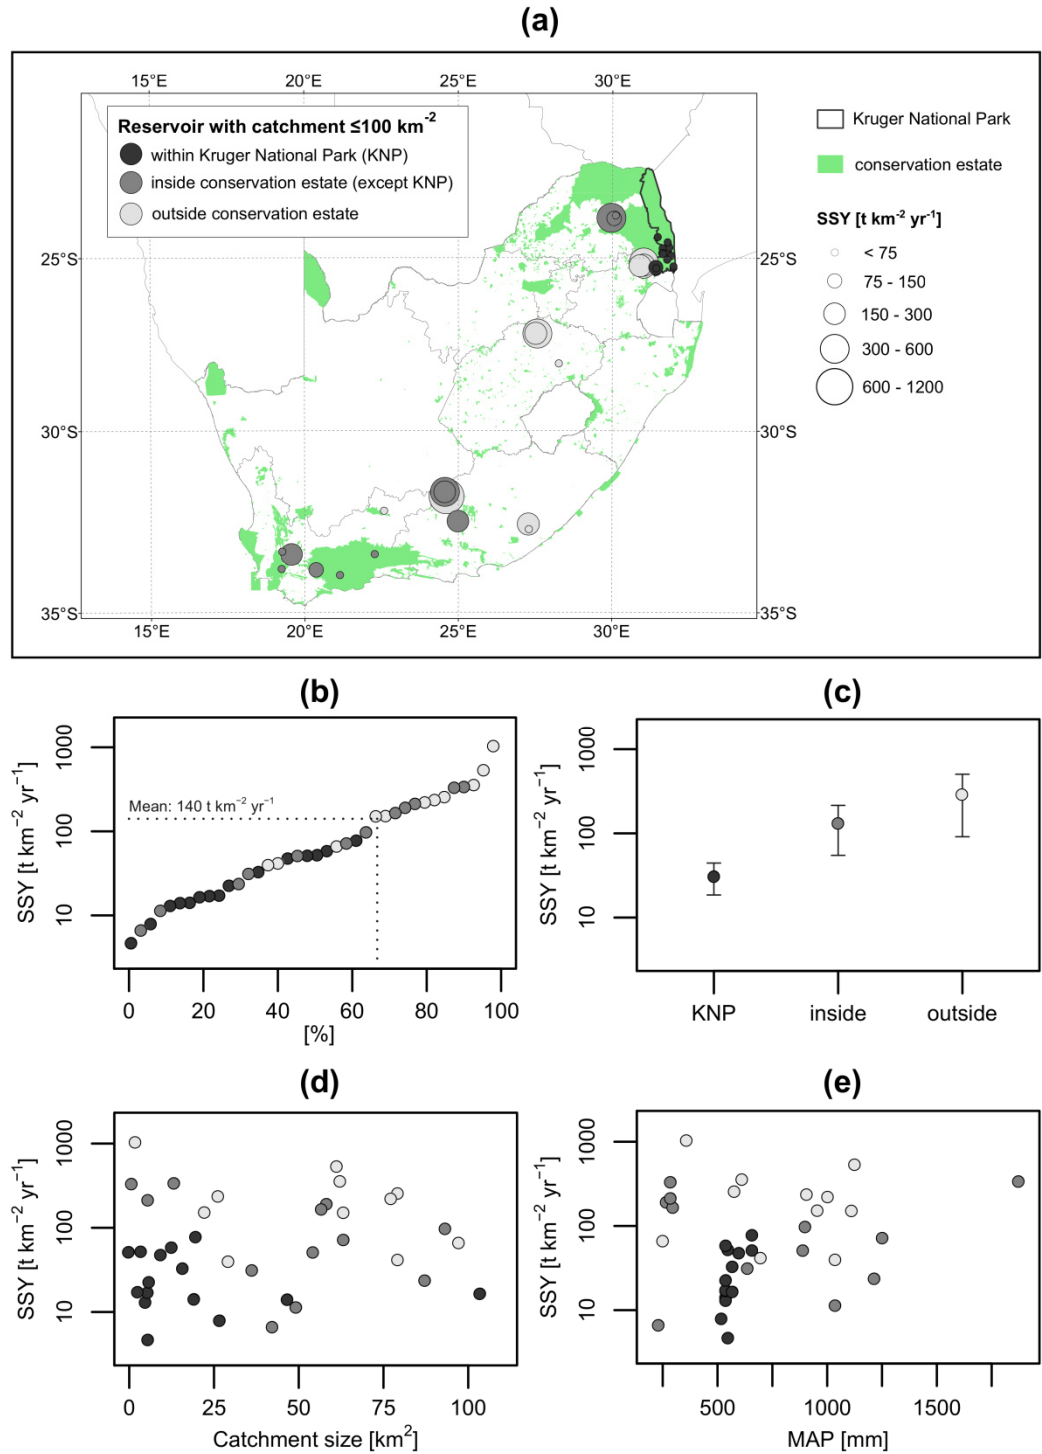 (a)
15°E 20°E 25°E 30°E
Reservoir with catchment ≤100 km⁻²
within Kruger National Park (KNP)
inside conservation estate (except KNP)
outside conservation estate
Kruger National Park
conservation estate
SSY [t km⁻² yr⁻¹]
< 75
75 - 150
150 - 300
300 - 600
600 - 1200
25°S 25°S
30°S 30°S
35°S 35°S
15°E 20°E 25°E 30°E
(b)
SSY [t km⁻² yr⁻¹]
1000
100
10
Mean: 140 t km⁻² yr⁻¹
0 20 40 60 80 100
[%]
(c)
SSY [t km⁻² yr⁻¹]
1000
100
10
KNP inside outside
(d)
SSY [t km⁻² yr⁻¹]
1000
100
10
0 25 50 75 100
Catchment size [km²]
(e)
SSY [t km⁻² yr⁻¹]
1000
100
10
500 1000 1500
MAP [mm]